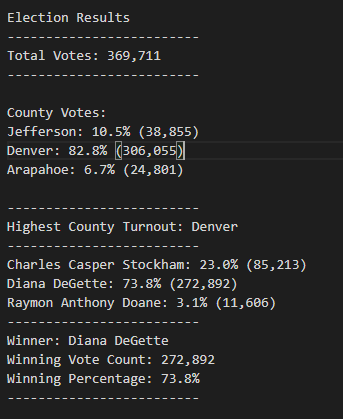 Election Results
-------------------------
Total Votes: 369,711
-------------------------
County Votes:
Jefferson: 10.5% (38,855)
Denver: 82.8% (306,055)
Arapahoe: 6.7% (24,801)
-------------------------
Highest County Turnout: Denver
-------------------------
Charles Casper Stockham: 23.0% (85,213)
Diana DeGette: 73.8% (272,892)
Raymon Anthony Doane: 3.1% (11,606)
-------------------------
Winner: Diana DeGette
Winning Vote Count: 272,892
Winning Percentage: 73.8%
-------------------------